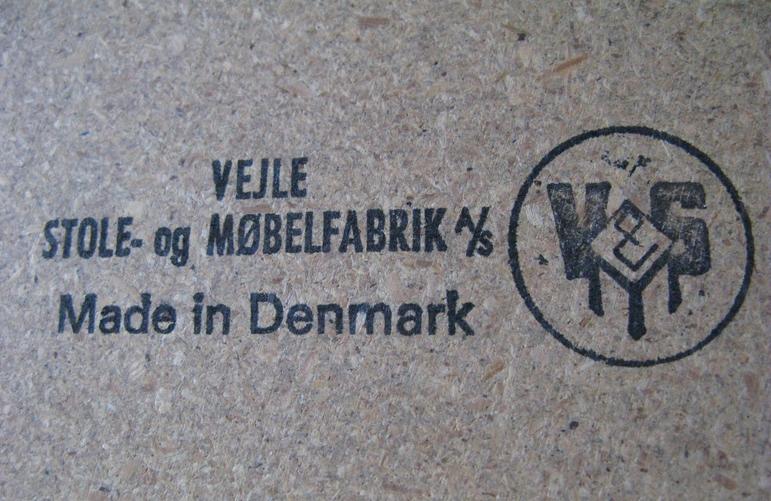 VEJLE
STOLE- og MØBELFABRIK A/S
Made in Denmark
V & S